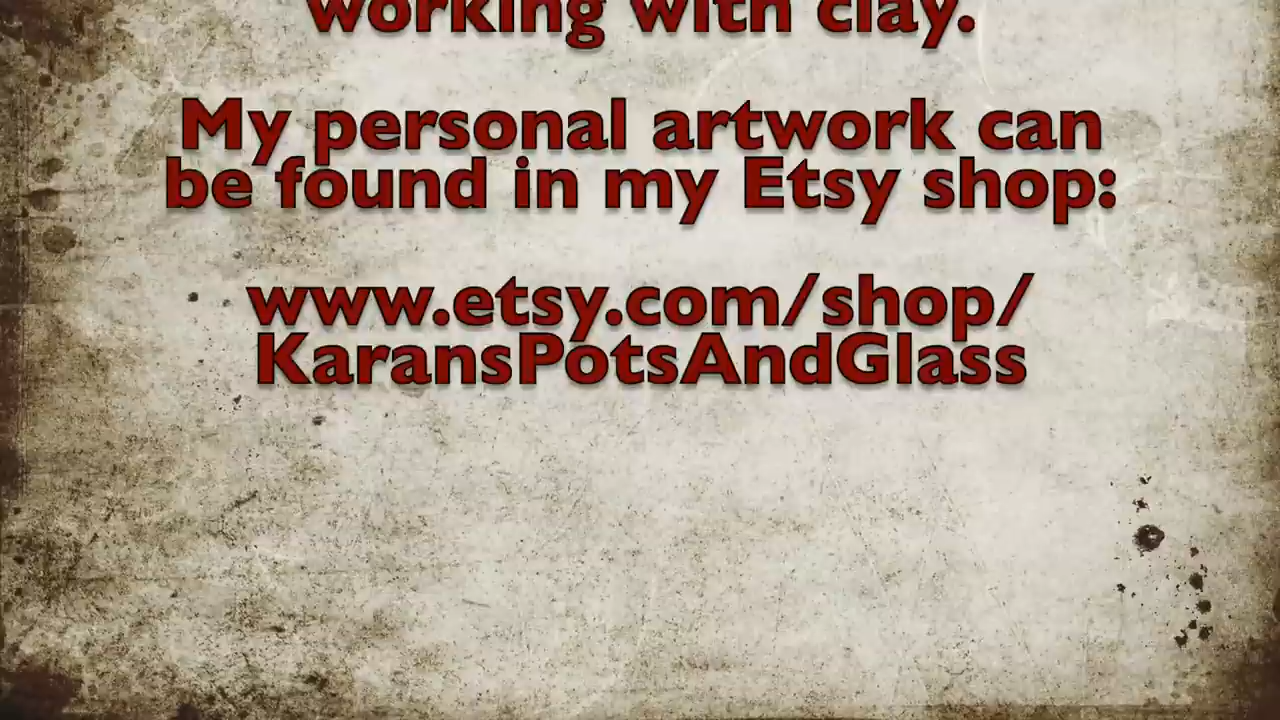 working with clay.
My personal artwork can
be found in my Etsy shop:
www.etsy.com/shop/
KaransPotsAndGlass